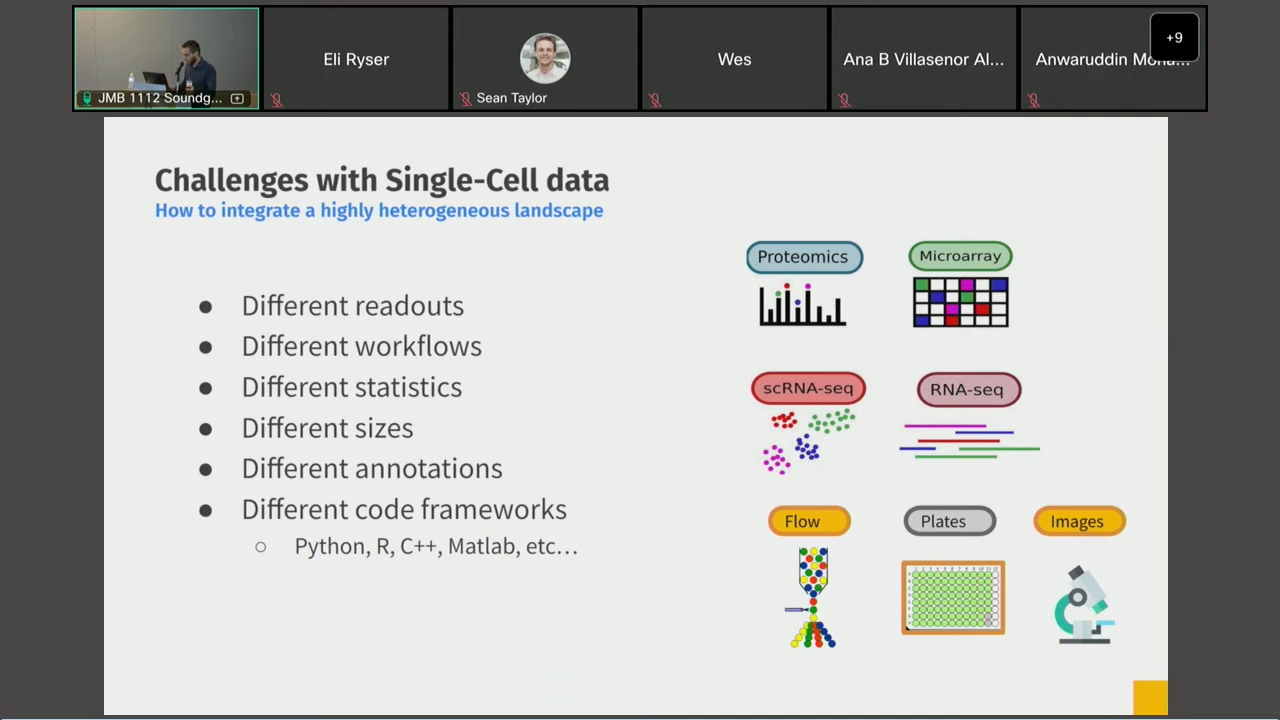 Eli Ryser
Wes
Ana B Villasenor Al...
+9
JMB 1112 Soundg...
Sean Taylor
Challenges with Single-Cell data
How to integrate a highly heterogeneous landscape
● Different readouts
● Different workflows
● Different statistics
● Different sizes
● Different annotations
● Different code frameworks
○ Python, R, C++, Matlab, etc...
Proteomics
Microarray
scRNA-seq
RNA-seq
Flow
Plates
Images